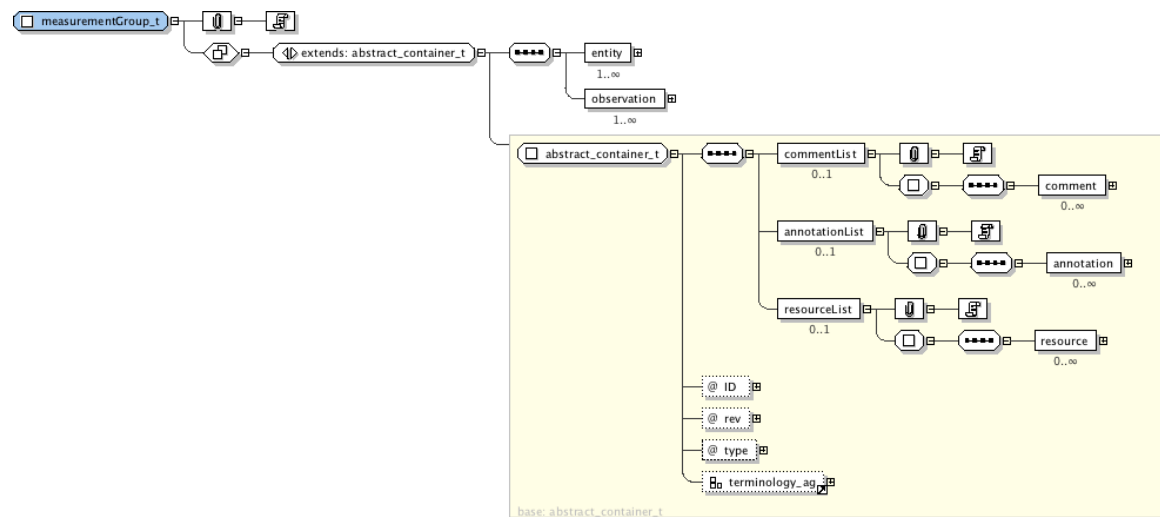 measurementGroup_t
extends: abstract_container_t
entity
1..∞
observation
1..∞
abstract_container_t
commentList
0..1
comment
0..∞
annotationList
0..1
annotation
0..∞
resourceList
0..1
resource
0..∞
@ ID
@ rev
@ type
terminology_ag
base: abstract_container_t